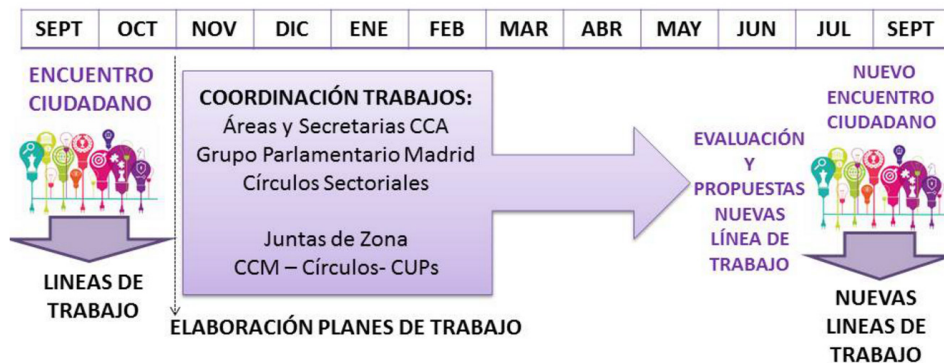 SEPT OCT NOV DIC ENE FEB MAR ABR MAY JUN JUL SEPT
ENCUENTRO
CIUDADANO
LINEAS DE
TRABAJO
COORDINACIÓN TRABAJOS:
Áreas y Secretarias CCA
Grupo Parlamentario Madrid
Círculos Sectoriales
Juntas de Zona
CCM – Círculos- CUPs
ELABORACIÓN PLANES DE TRABAJO
EVALUACIÓN
Y
PROPUESTAS
NUEVAS
LÍNEA DE
TRABAJO
NUEVO
ENCUENTRO
CIUDADANO
NUEVAS
LINEAS DE
TRABAJO